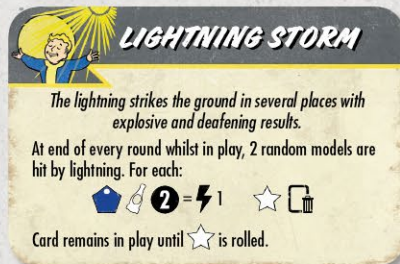 LIGHTNING STORM
The lightning strikes the ground in several places with
explosive and deafening results.
At end of every round whilst in play, 2 random models are
hit by lightning. For each:
2 = 1
Card remains in play until is rolled.